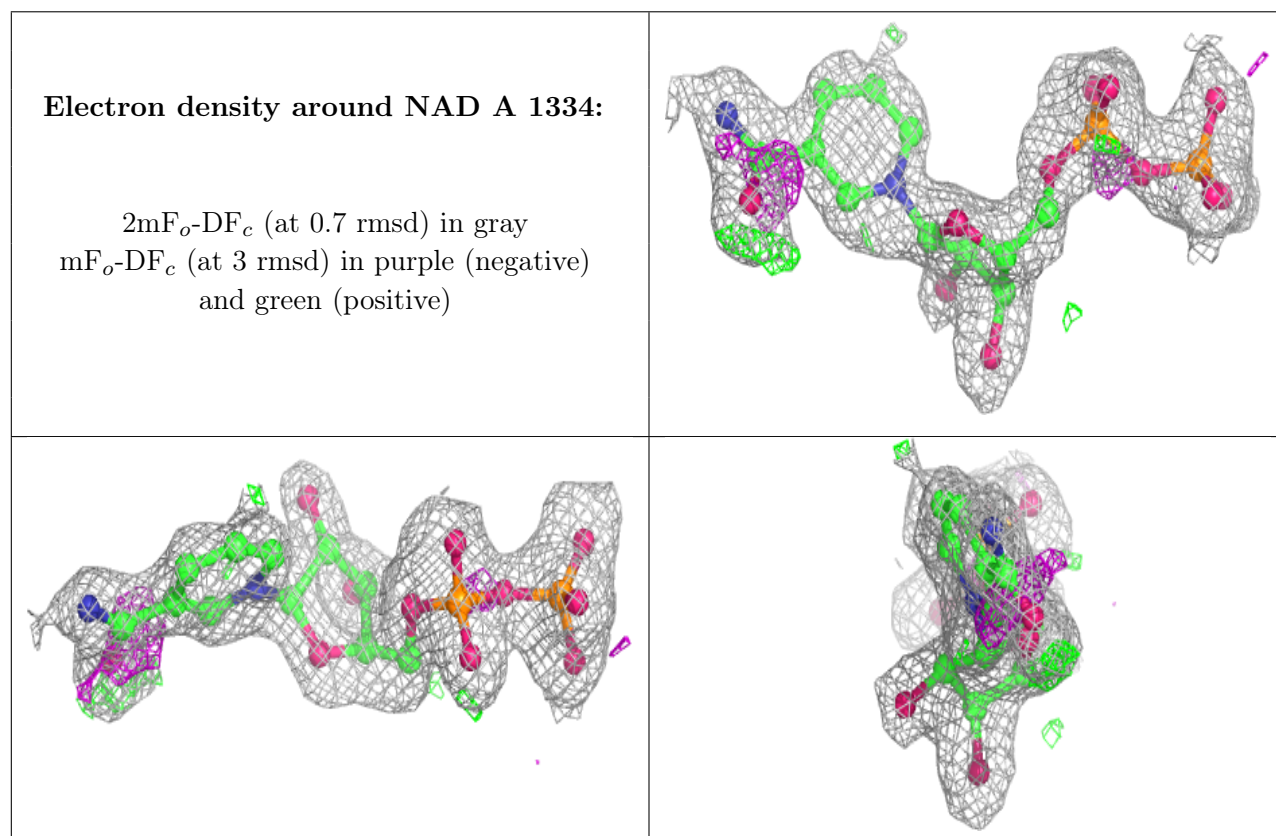 Electron density around NAD A 1334:
2mFo-DFc (at 0.7 rmsd) in gray
mFo-DFc (at 3 rmsd) in purple (negative)
and green (positive)